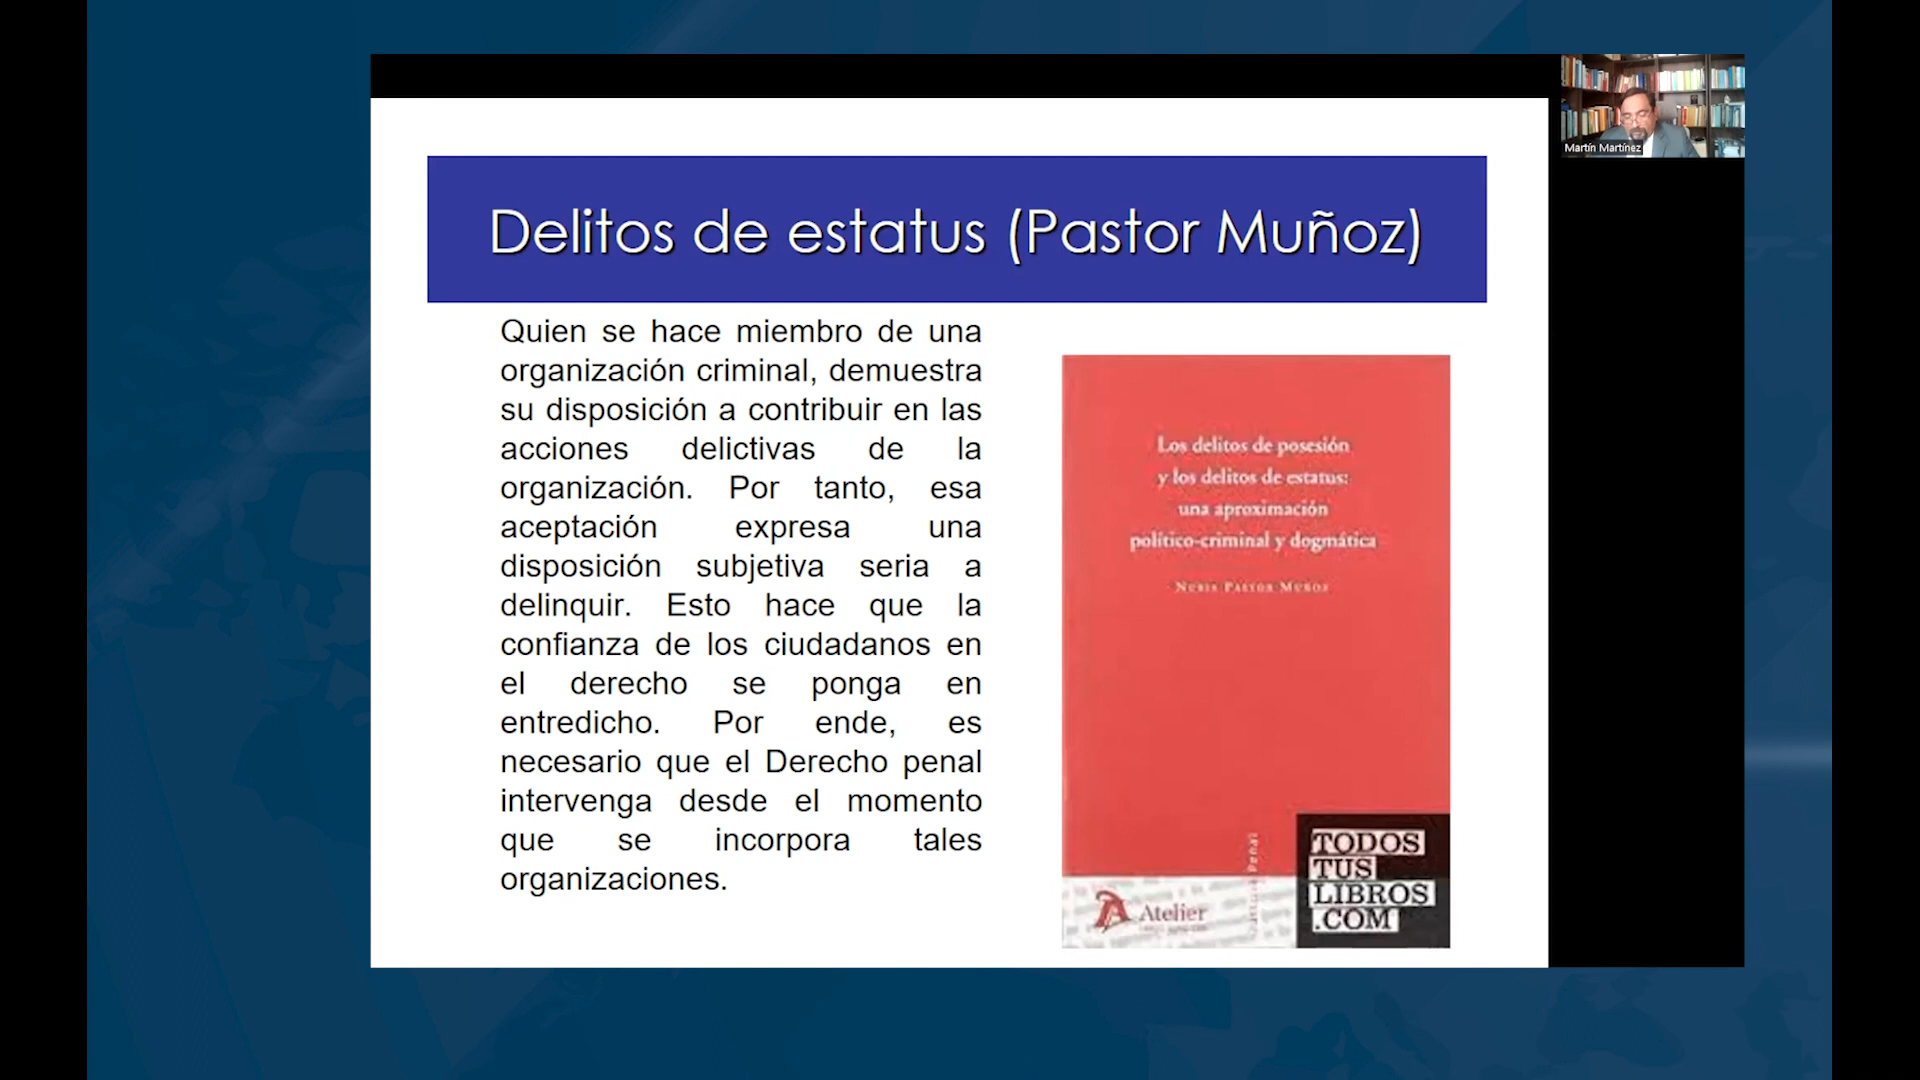 Martín Martínez
Delitos de estatus (Pastor Muñoz)
Quien se hace miembro de una
organización criminal, demuestra
su disposición a contribuir en las
acciones delictivas de la
organización. Por tanto, esa
aceptación expresa una
disposición subjetiva seria a
delinquir. Esto hace que la
confianza de los ciudadanos en
el derecho se ponga en
entredicho. Por ende, es
necesario que el Derecho penal
intervenga desde el momento
que se incorpora tales
organizaciones.
Los delitos de posesión
y los delitos de estatus:
una aproximación
político-criminal y dogmática
Nuria Pastor Muñoz
Penal
Atelier
TODOS
TUS
LIBROS
.COM